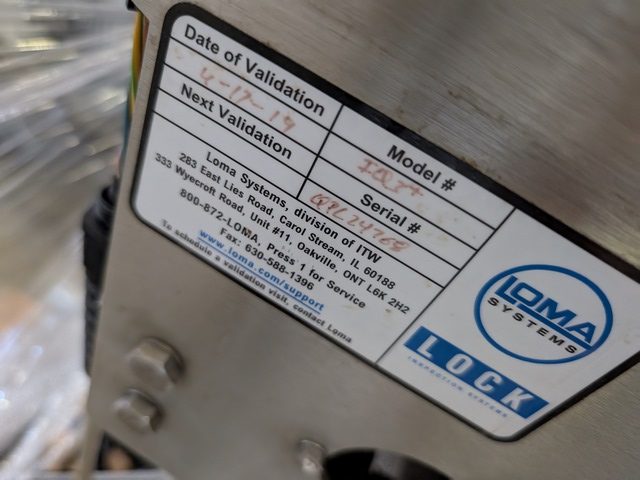 Date of Validation
4-17-19
Model #
Next Validation
Serial #
Loma Systems, division of ITW
283 East Lies Road, Carol Stream, IL 60188
333 Wyecroft Road, Unit #11, Oakville, ONT L6K 2H2
800-872-LOMA, Press 1 for Service
Fax: 630-588-1396
www.loma.com/support
To schedule a validation visit, contact Loma
LOMA
SYSTEMS
LOCK
INSPECTION SYSTEMS